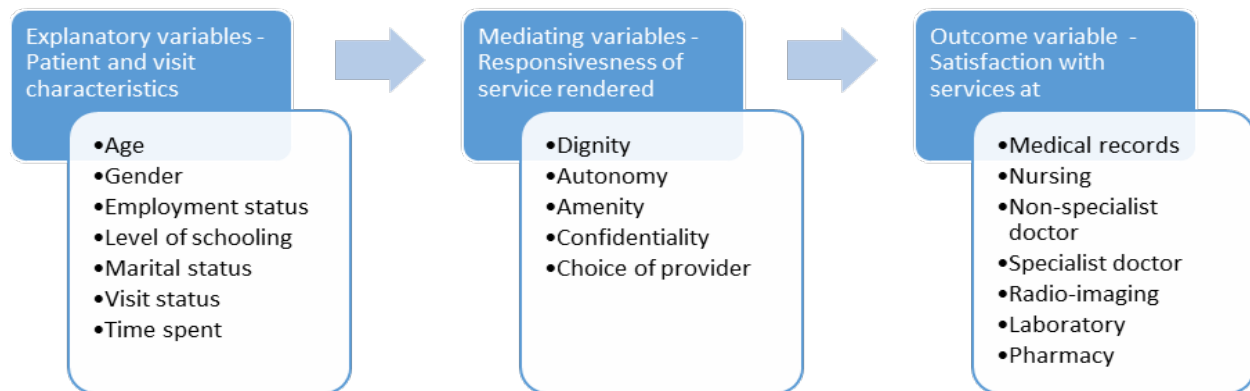 Explanatory variables -
Patient and visit
characteristics
•Age
•Gender
•Employment status
•Level of schooling
•Marital status
•Visit status
•Time spent
Mediating variables -
Responsivesness of
service rendered
•Dignity
•Autonomy
•Amenity
•Confidentiality
•Choice of provider
Outcome variable  -
Satisfaction with
services at
•Medical records
•Nursing
•Non-specialist
doctor
•Specialist doctor
•Radio-imaging
•Laboratory
•Pharmacy